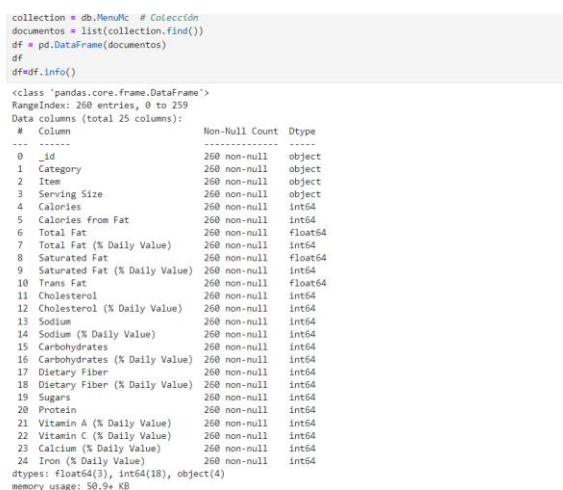 collection = db.MenuMc  # Colección
documentos = list(collection.find())
df = pd.DataFrame(documentos)
df
df=df.info()
<class 'pandas.core.frame.DataFrame'>
RangeIndex: 260 entries, 0 to 259
Data columns (total 25 columns):
 #   Column                         Non-Null Count  Dtype
---  ------                         --------------  -----
 0   _id                            260 non-null    object
 1   Category                       260 non-null    object
 2   Item                           260 non-null    object
 3   Serving Size                   260 non-null    object
 4   Calories                       260 non-null    int64
 5   Calories from Fat              260 non-null    int64
 6   Total Fat                      260 non-null    float64
 7   Total Fat (% Daily Value)      260 non-null    int64
 8   Saturated Fat                  260 non-null    float64
 9   Saturated Fat (% Daily Value)  260 non-null    int64
 10  Trans Fat                      260 non-null    float64
 11  Cholesterol                    260 non-null    int64
 12  Cholesterol (% Daily Value)    260 non-null    int64
 13  Sodium                         260 non-null    int64
 14  Sodium (% Daily Value)         260 non-null    int64
 15  Carbohydrates                  260 non-null    int64
 16  Carbohydrates (% Daily Value)  260 non-null    int64
 17  Dietary Fiber                  260 non-null    int64
 18  Dietary Fiber (% Daily Value)  260 non-null    int64
 19  Sugars                         260 non-null    int64
 20  Protein                        260 non-null    int64
 21  Vitamin A (% Daily Value)      260 non-null    int64
 22  Vitamin C (% Daily Value)      260 non-null    int64
 23  Calcium (% Daily Value)        260 non-null    int64
 24  Iron (% Daily Value)           260 non-null    int64
dtypes: float64(3), int64(18), object(4)
memory usage: 50.9+ KB